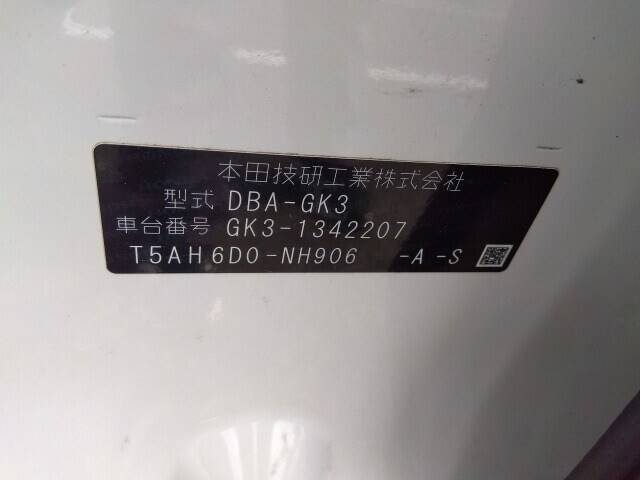 本田技研工業株式会社
型式 DBA-GK3
車台番号 GK3-1342207
T5AH6D0-NH906 -A -S